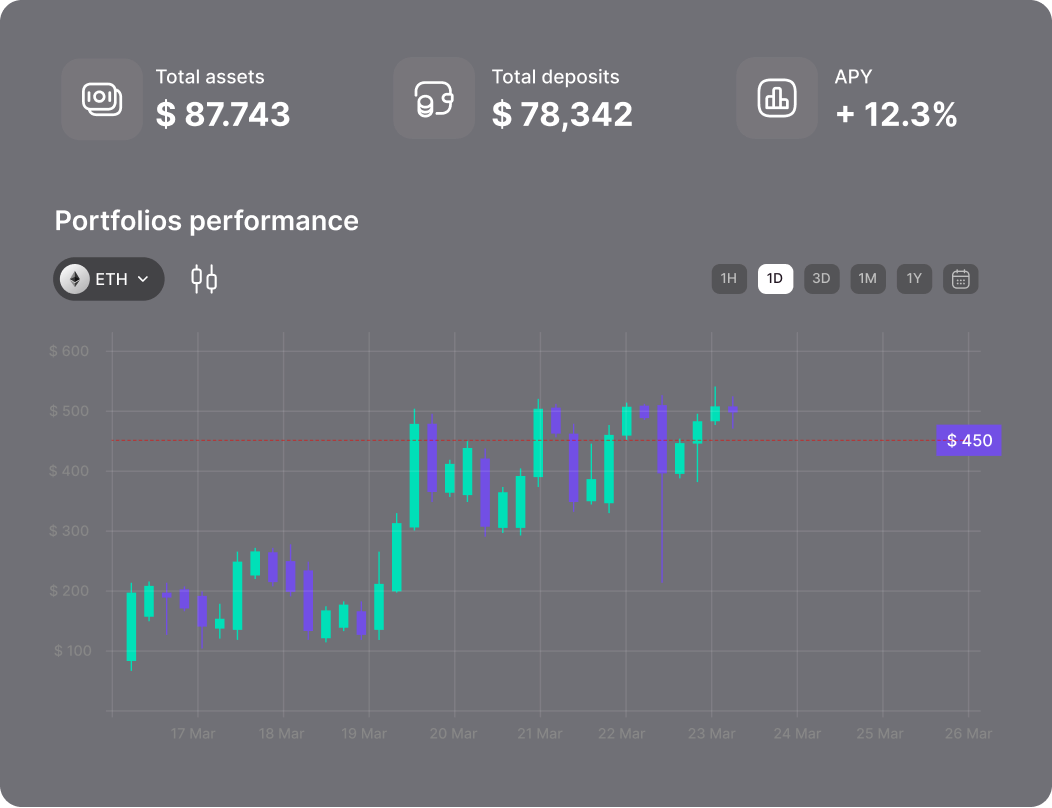 Total assets
$ 87.743
Total deposits
$ 78,342
APY
+ 12.3%
Portfolios performance
ETH
1H
1D
3D
1M
1Y
$ 600
$ 500
$ 450
$ 400
$ 300
$ 200
$ 100
17 Mar
18 Mar
19 Mar
20 Mar
21 Mar
22 Mar
23 Mar
24 Mar
25 Mar
26 Mar